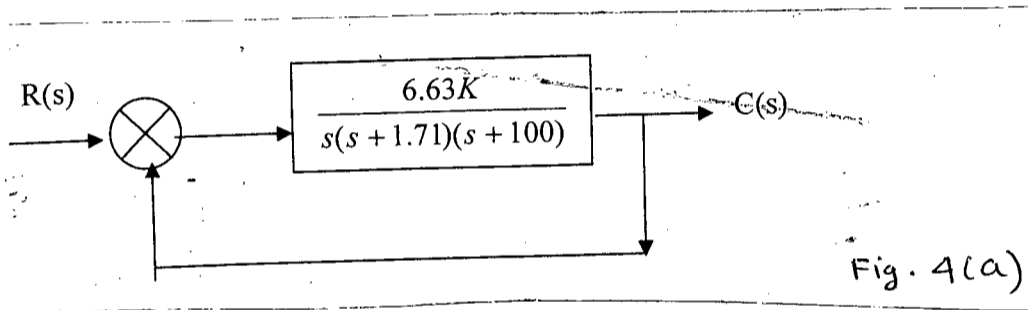 R(s)
6.63K
s(s + 1.71)(s + 100)
C(s)
-
Fig. 4(a)